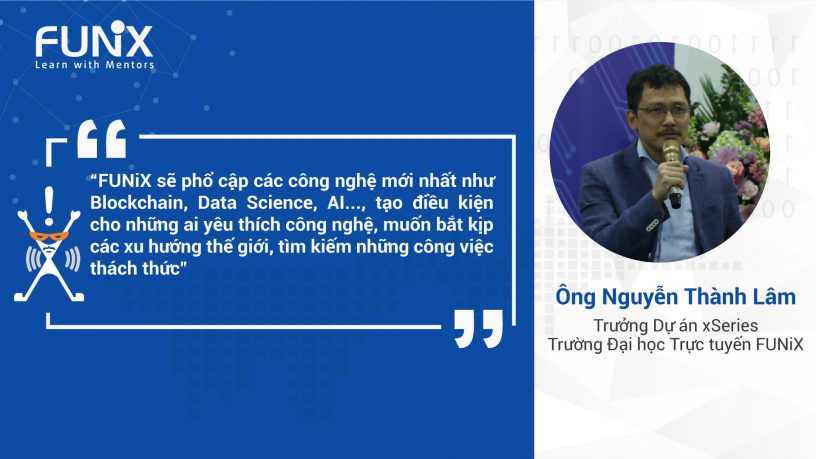 FUNiX
Learn with Mentors
“FUNiX sẽ phổ cập các công nghệ mới nhất như
Blockchain, Data Science, AI..., tạo điều kiện
cho những ai yêu thích công nghệ, muốn bắt kịp
các xu hướng thế giới, tìm kiếm những công việc
thách thức”
Ông Nguyễn Thành Lâm
Trưởng Dự án xSeries
Trường Đại học Trực tuyến FUNiX